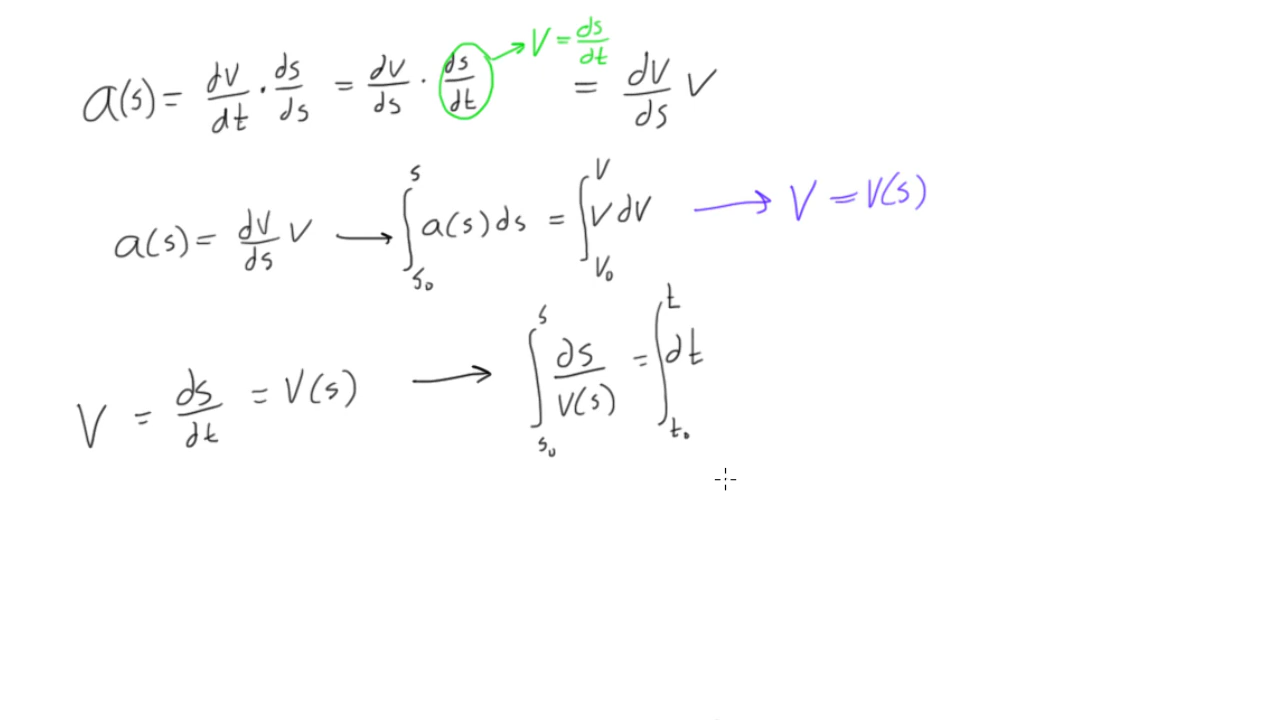 a(s) = dv/dt · ds/ds = dv/ds · ds/dt → V = ds/dt = dv/ds V
a(s) = dv/ds V → ∫_{s₀}^{s} a(s) ds = ∫_{V₀}^{V} V dV → V = V(s)
V = ds/dt = V(s) → ∫_{s₀}^{s} ds/V(s) = ∫_{t₀}^{t} dt